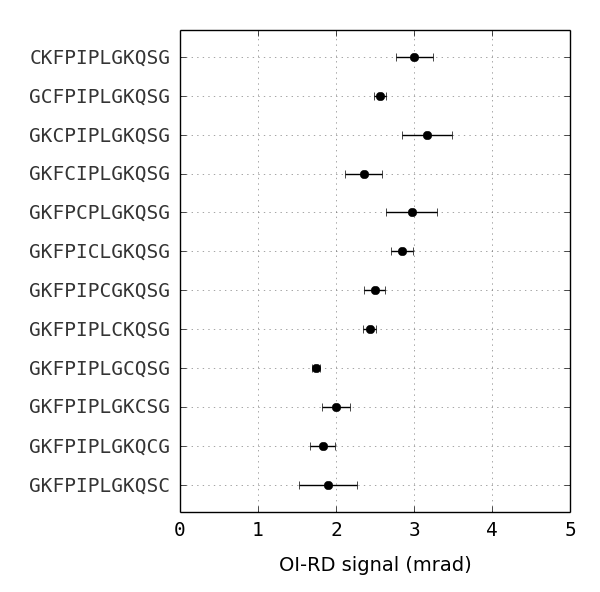 CKFPIPLGKQSG
GCFPIPLGKQSG
GKCPIPLGKQSG
GKFCIPLGKQSG
GKFPCPLGKQSG
GKFPICLGKQSG
GKFPIPCGKQSG
GKFPIPLCKQSG
GKFPIPLGCQSG
GKFPIPLGKCSG
GKFPIPLGKQCG
GKFPIPLGKQSC
0 1 2 3 4 5
OI-RD signal (mrad)